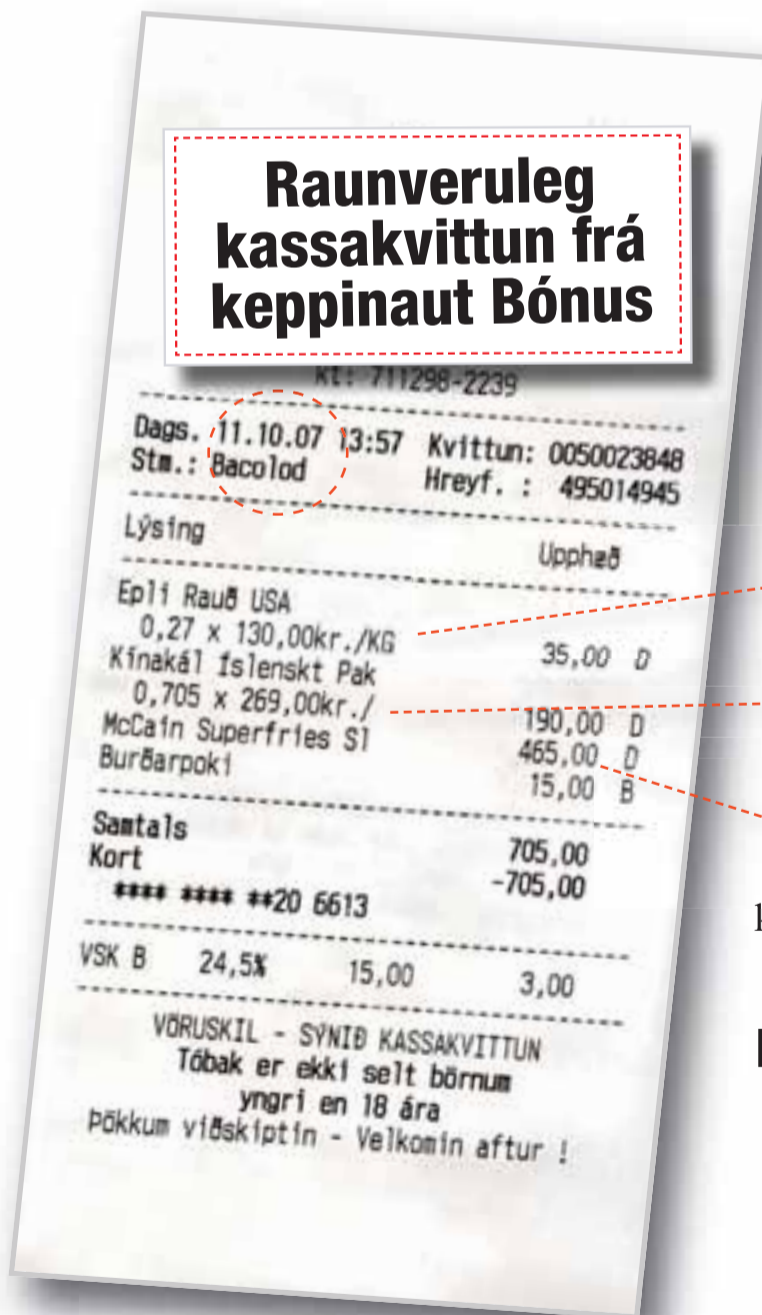 Raunveruleg
kassakvittun frá
keppinaut Bónus
Kt: 711298-2239
Dags. 11.10.07 13:57 Kvittun: 0050023848
Stm.: Bacolod Hreyf. : 495014945
Lýsing Upphæð
Epli Rauð USA
0,27 x 130,00kr./KG 35,00 D
Kínakál Íslenskt Pak
0,705 x 269,00kr./ 190,00 D
McCain Superfries Sl 465,00 D
Burðarpoki 15,00 B
Samtals 705,00
Kort -705,00
**** **** **20 6613
VSK B 24,5% 15,00 3,00
VÖRUSKIL - SÝNIÐ KASSAKVITTUN
Tóbak er ekki selt börnum
yngri en 18 ára
Þökkum viðskiptin - Velkomin aftur !